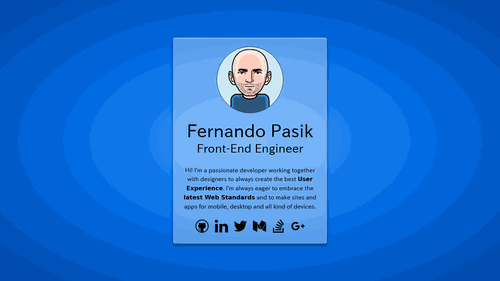 Fernando Pasik
Front-End Engineer
Hi! I'm a passionate developer working together
with designers to always create the best User
Experience. I'm always eager to embrace the
latest Web Standards and to make sites and
apps for mobile, desktop and all kind of devices.